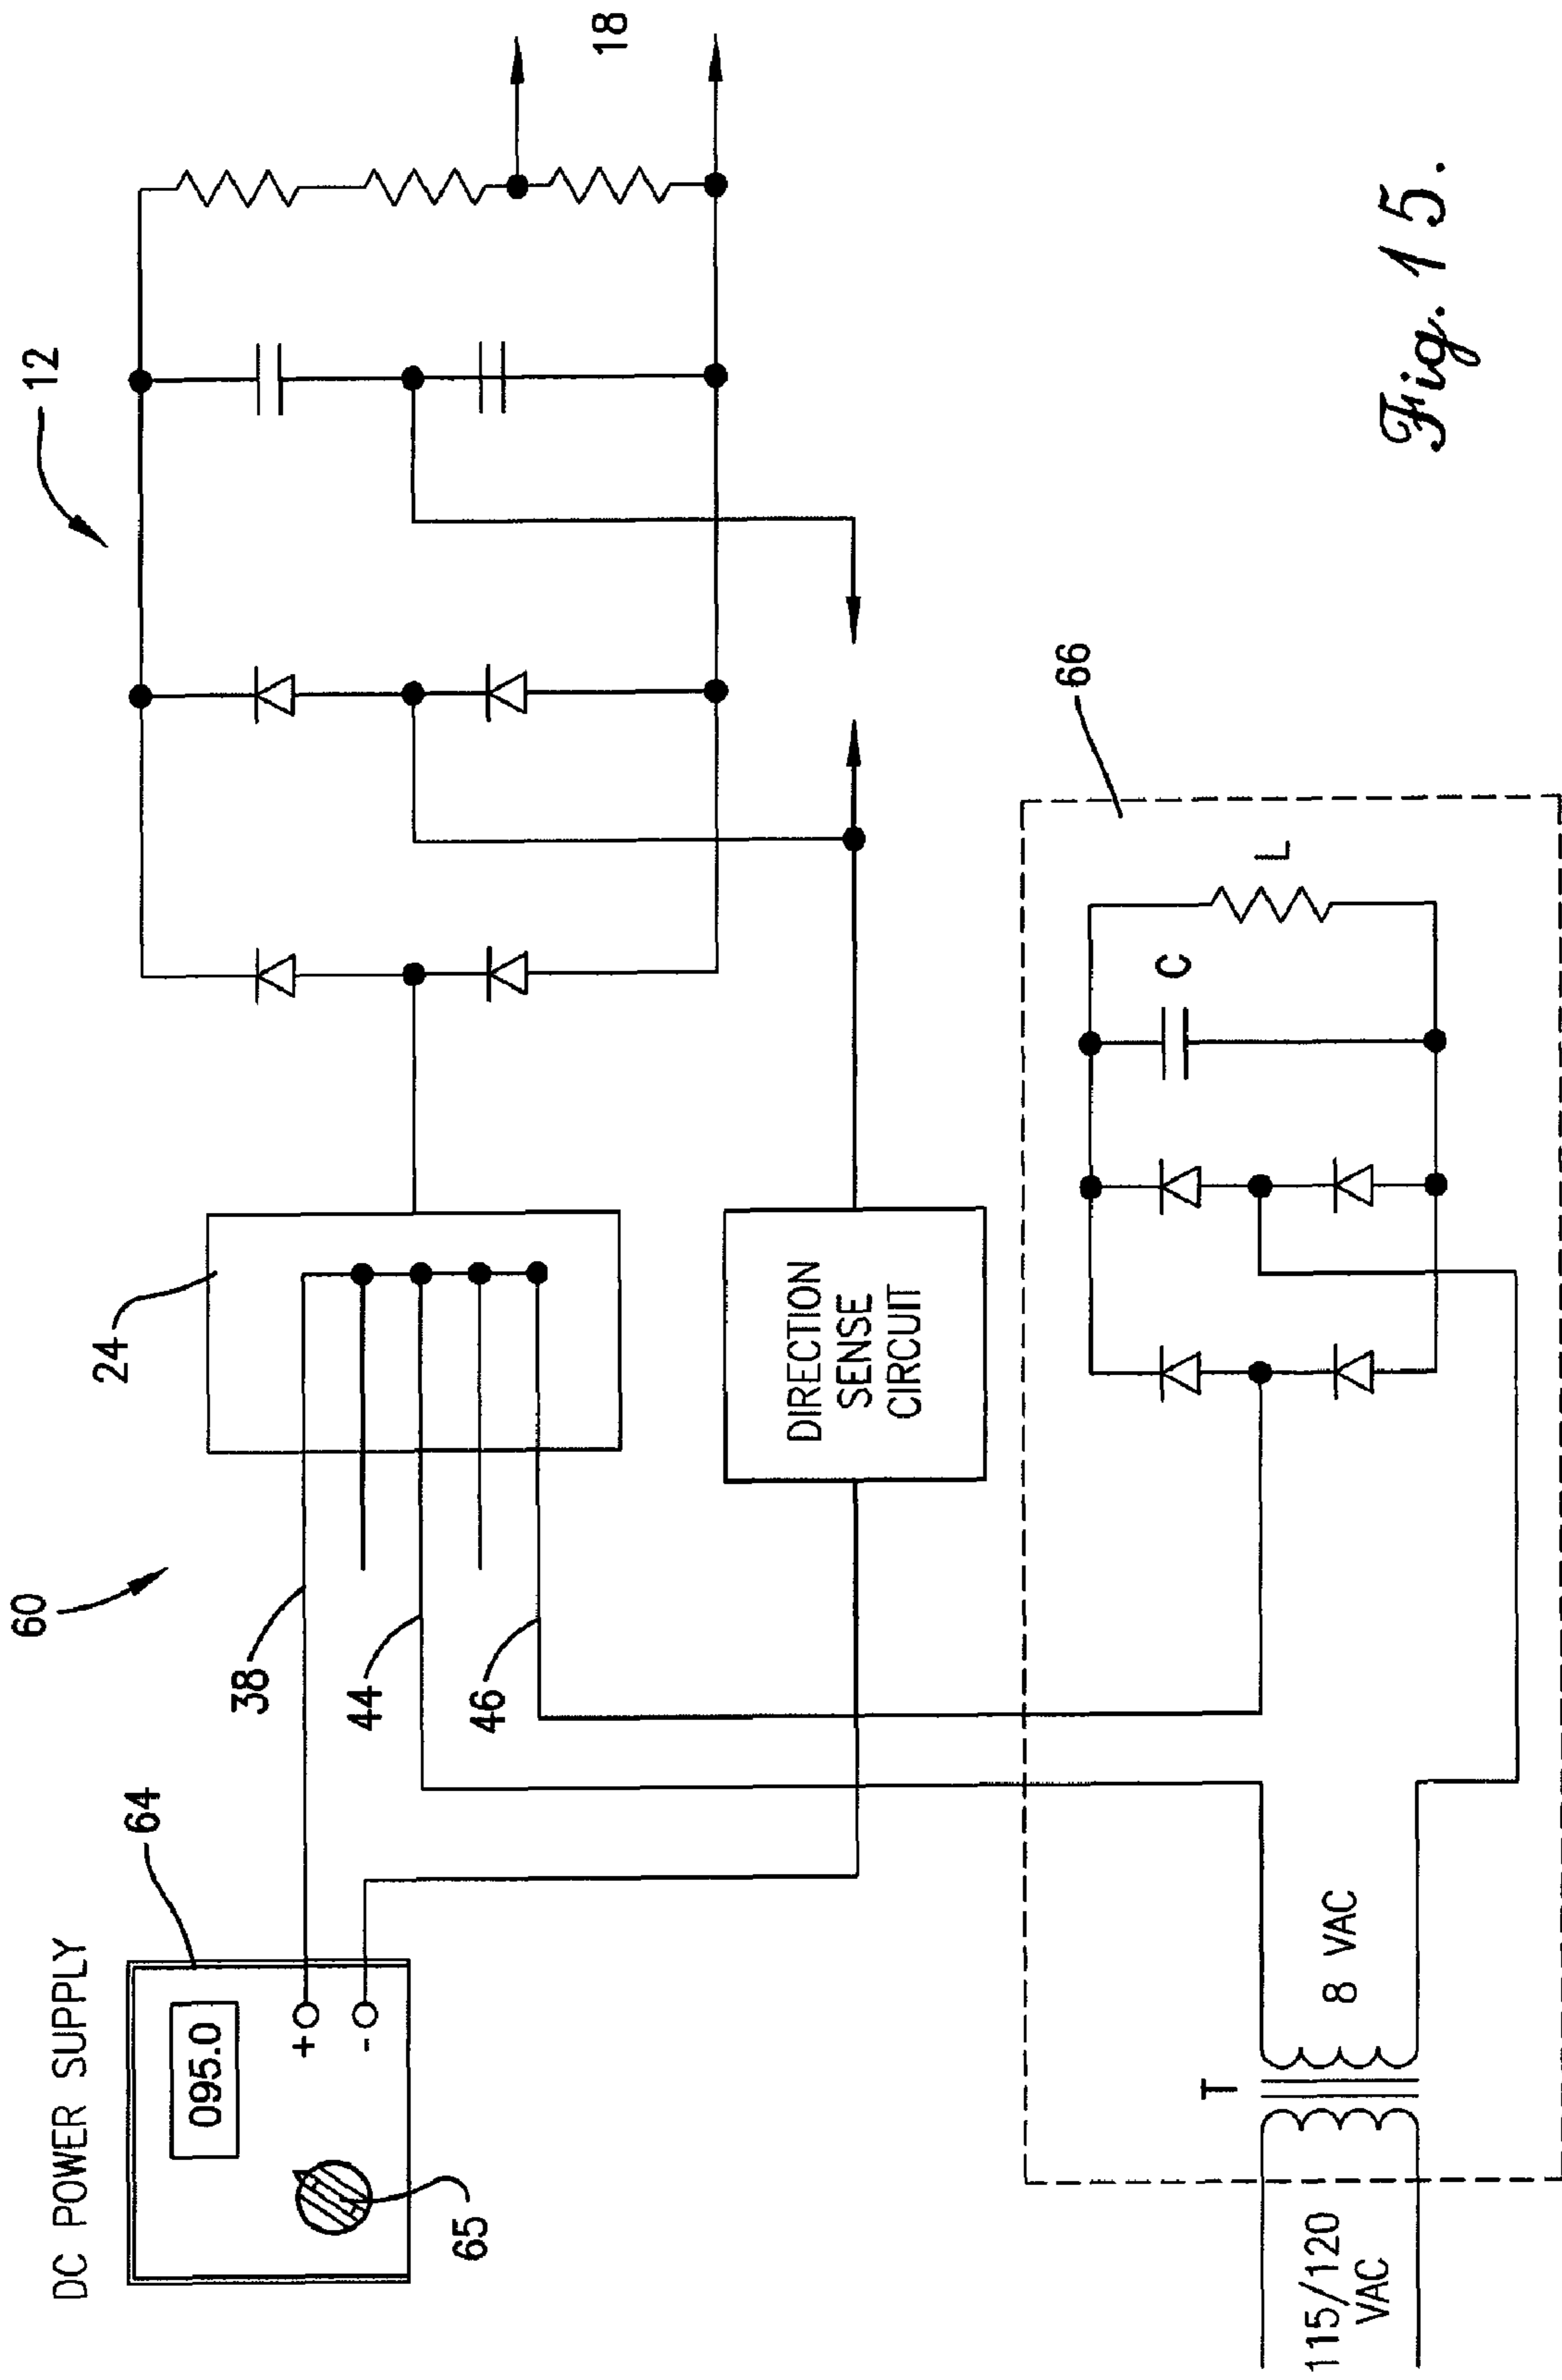 DC POWER SUPPLY
64
60
12
095.0
+
-
65
38
44
46
24
18
DIRECTION
SENSE
CIRCUIT
66
115/120
VAC
T
8 VAC
C
L
Fig. 15.